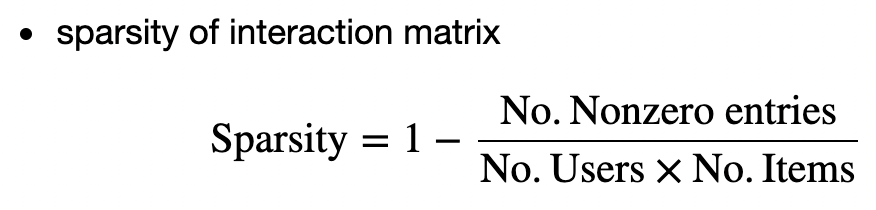 • sparsity of interaction matrix
Sparsity = 1 − No. Nonzero entries / No. Users × No. Items